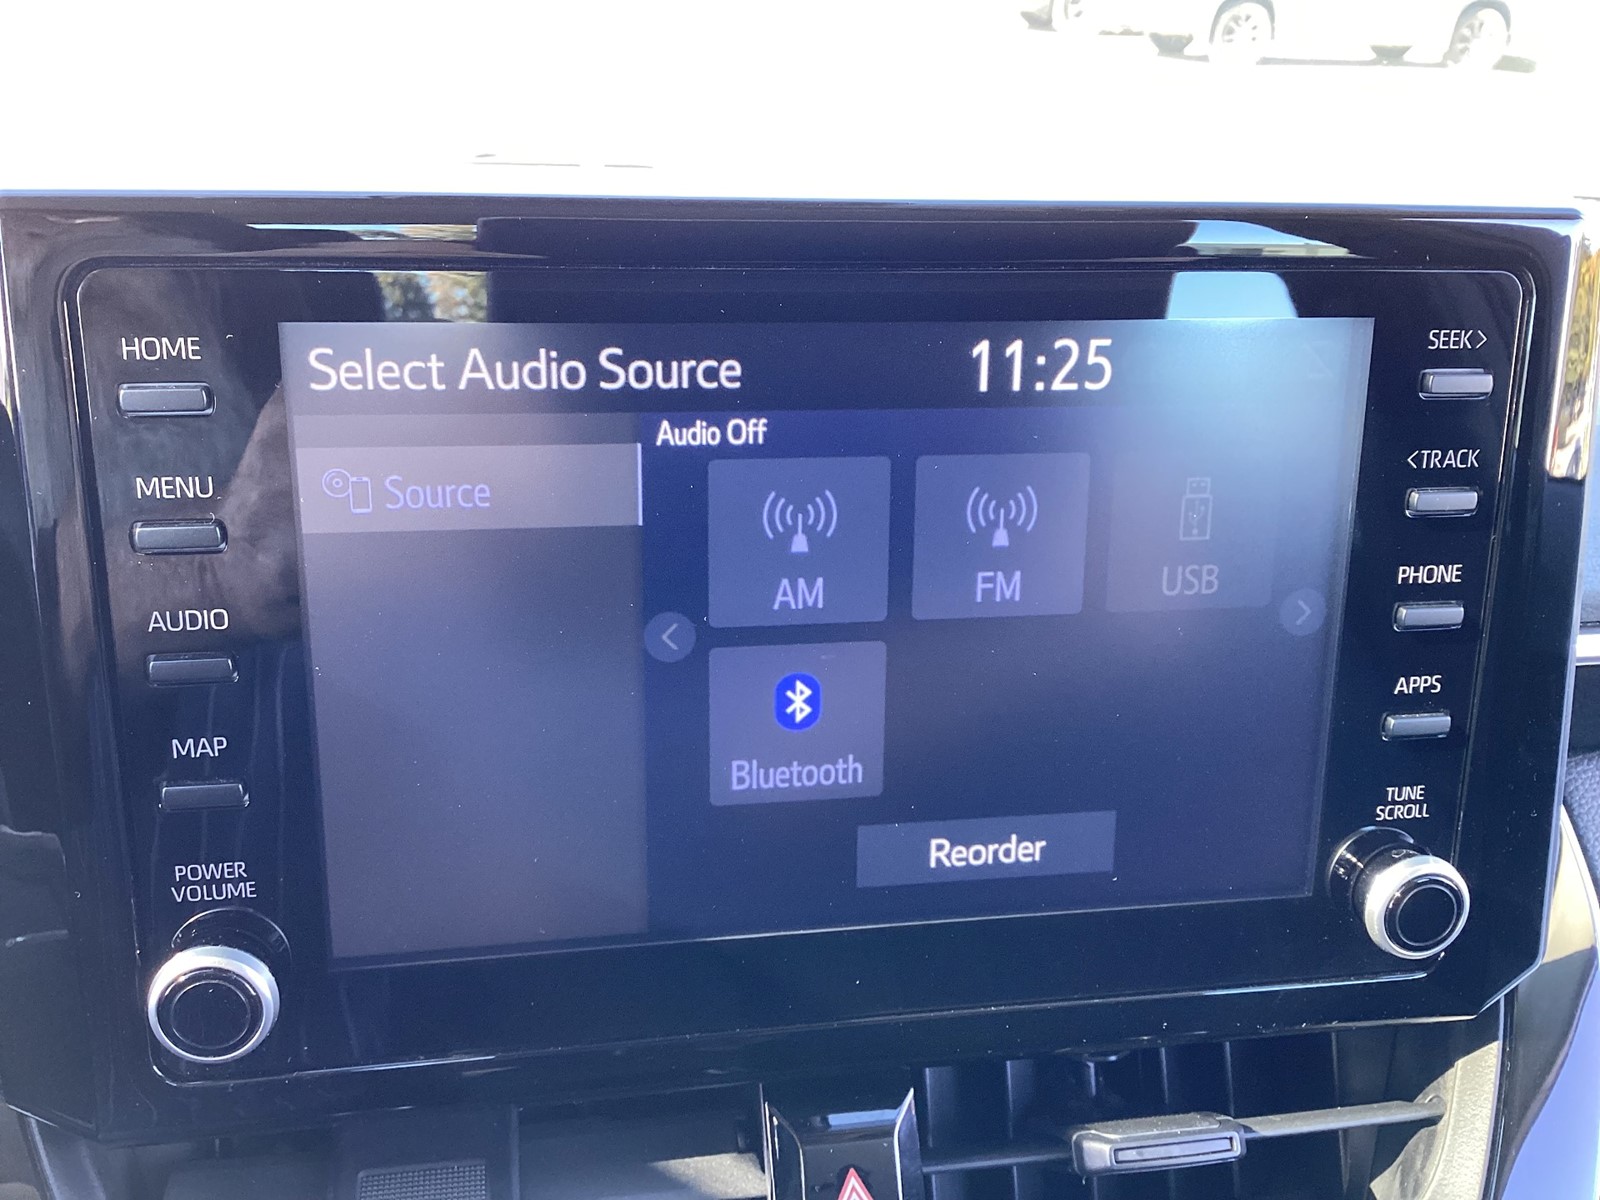 HOME
MENU
AUDIO
MAP
POWER
VOLUME
Select Audio Source
11:25
Source
Audio Off
AM
FM
USB
Bluetooth
Reorder
SEEK>
<TRACK
PHONE
APPS
TUNE
SCROLL